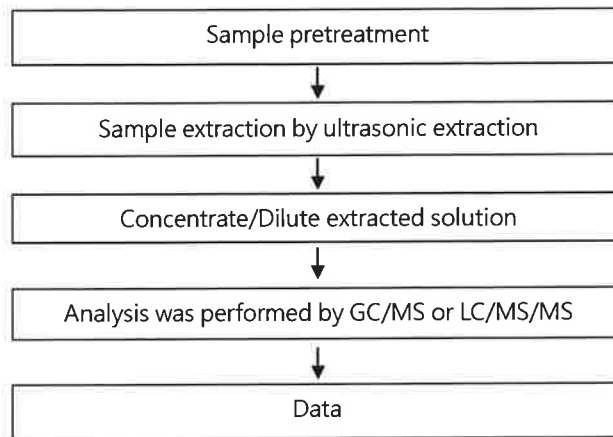 Sample pretreatment
Sample extraction by ultrasonic extraction
Concentrate/Dilute extracted solution
Analysis was performed by GC/MS or LC/MS/MS
Data